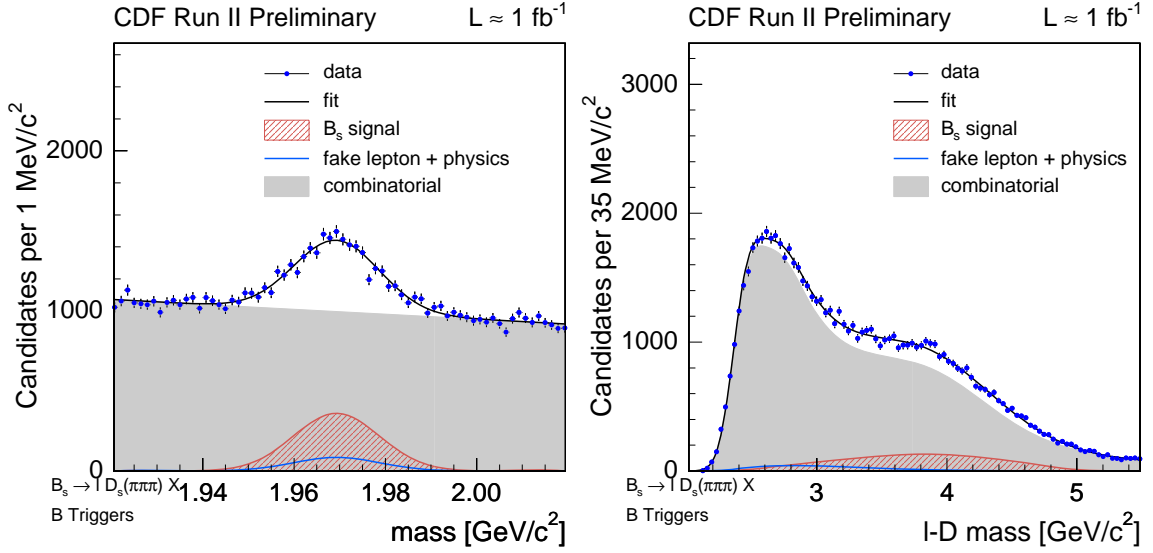 CDF Run II Preliminary L ≈ 1 fb⁻¹
data
fit
Bₛ signal
fake lepton + physics
combinatorial
Candidates per 1 MeV/c²
2000
1000
0
1.94 1.96 1.98 2.00
mass [GeV/c²]
Bₛ → l Dₛ(πππ) X
B Triggers
CDF Run II Preliminary L ≈ 1 fb⁻¹
data
fit
Bₛ signal
fake lepton + physics
combinatorial
Candidates per 35 MeV/c²
3000
2000
1000
0
3 4 5
l-D mass [GeV/c²]
Bₛ → l Dₛ(πππ) X
B Triggers